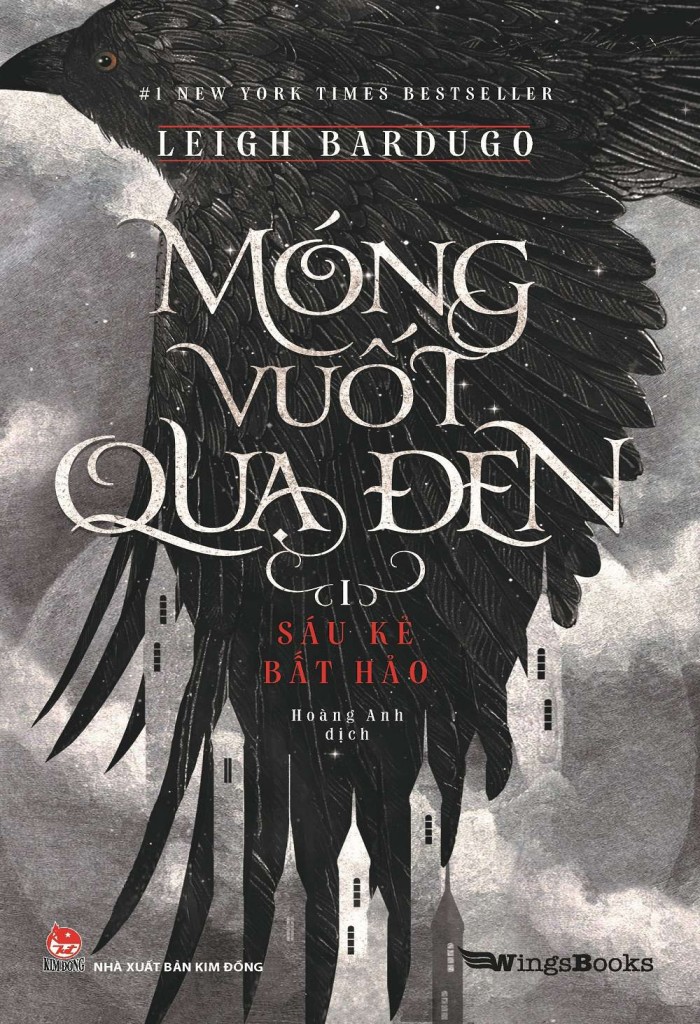 #1 NEW YORK TIMES BESTSELLER
LEIGH BARDUGO
MÓNG
VUỐT
QUẠ ĐEN
I
SÁU KẺ
BẤT HẢO
Hoàng Anh
dịch
KIM ĐỒNG
NHÀ XUẤT BẢN KIM ĐỒNG
WingsBooks